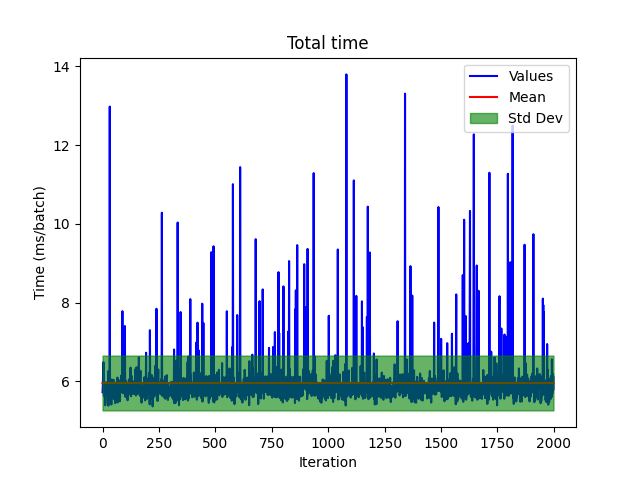 Total time
Values
Mean
Std Dev
Time (ms/batch)
14
12
10
8
6
0 250 500 750 1000 1250 1500 1750 2000
Iteration